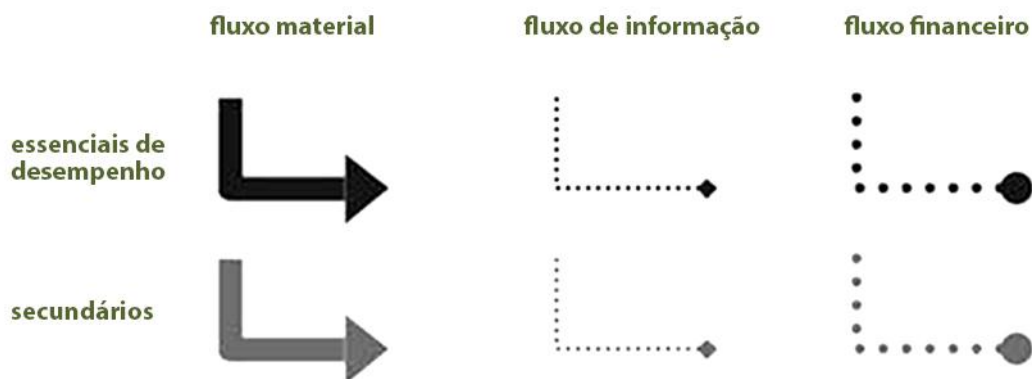 fluxo material
fluxo de informação
fluxo financeiro
essenciais de
desempenho
secundários